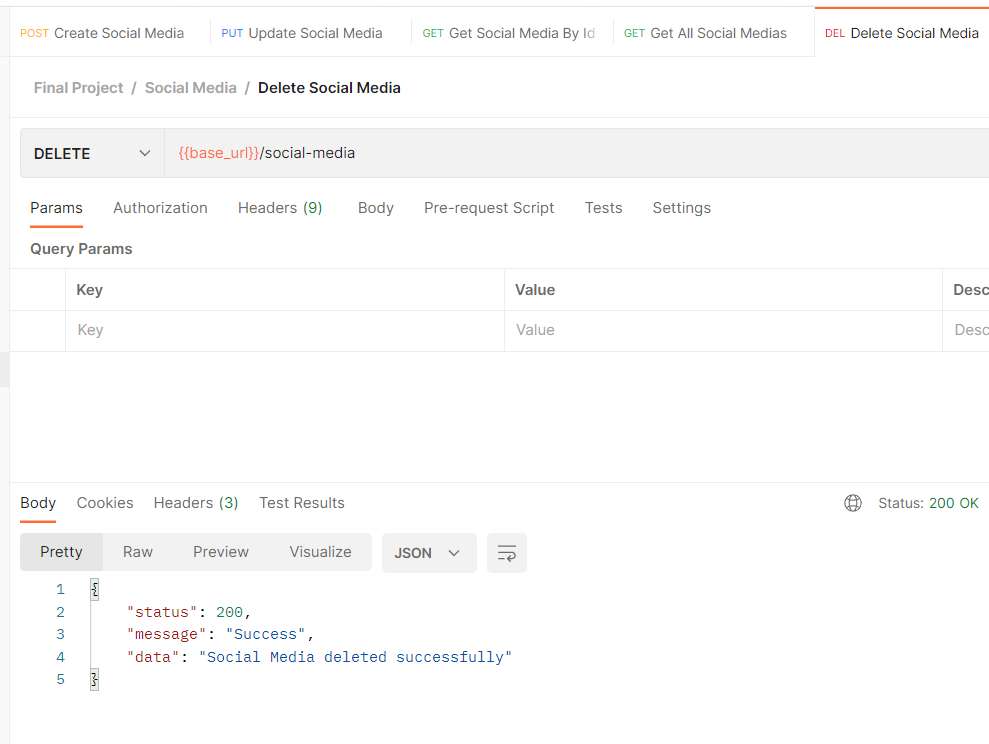 POST Create Social Media PUT Update Social Media GET Get Social Media By Id GET Get All Social Medias DEL Delete Social Media
Final Project / Social Media / Delete Social Media
DELETE {{base_url}}/social-media
Params Authorization Headers (9) Body Pre-request Script Tests Settings
Query Params
Key Value Desc
Key Value Desc
Body Cookies Headers (3) Test Results Status: 200 OK
Pretty Raw Preview Visualize JSON
1 {
2 "status": 200,
3 "message": "Success",
4 "data": "Social Media deleted successfully"
5 }